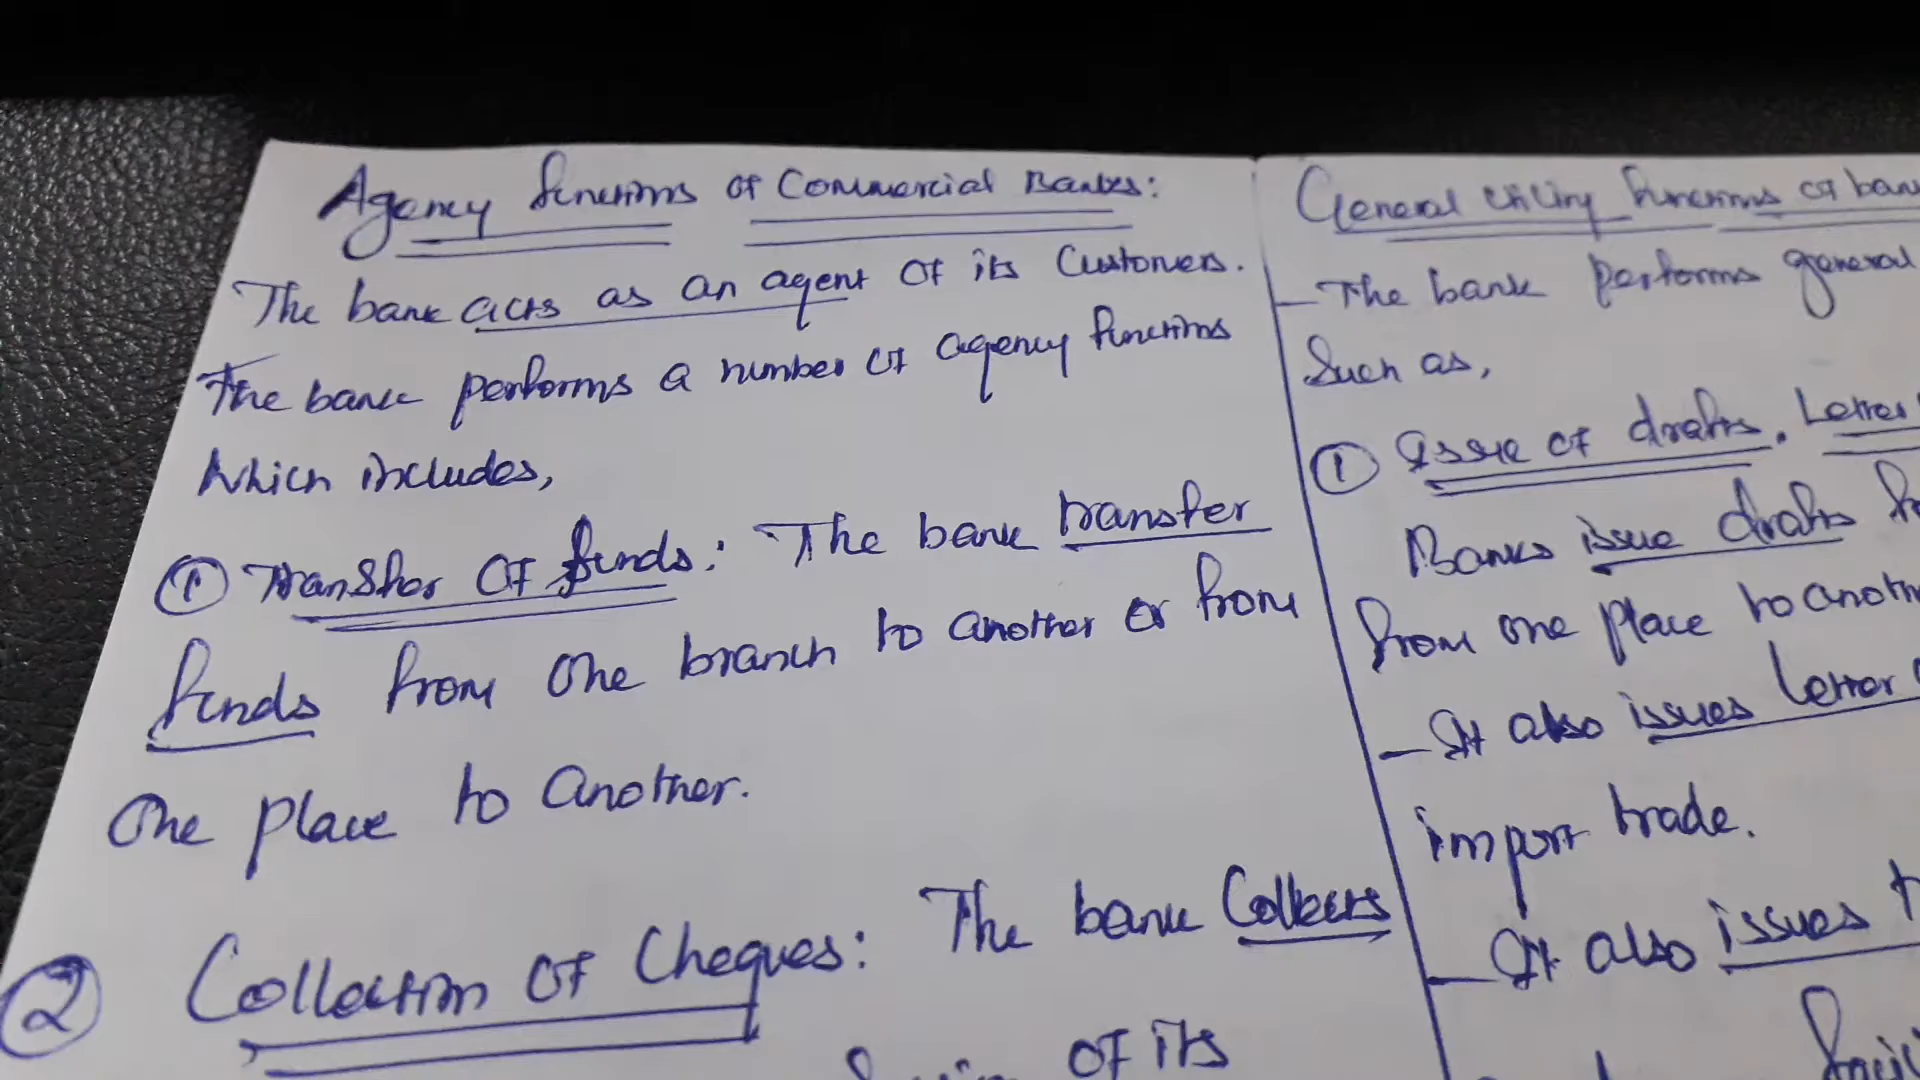 Agency functions of Commercial Banks:
The bank acts as an agent of its Customers.
The bank performs a number of agency functions
Which includes,
① Transfer of funds: The bank transfer
funds from one branch to another or from
one place to another.
② Collection of Cheques: The bank Collects
of its
General Utility functions of
- The bank performs general
Such as,
① Issue of drafts, Letter
Banks issue drafts
from one place to
- It also issues letter
import trade.
- It also issues